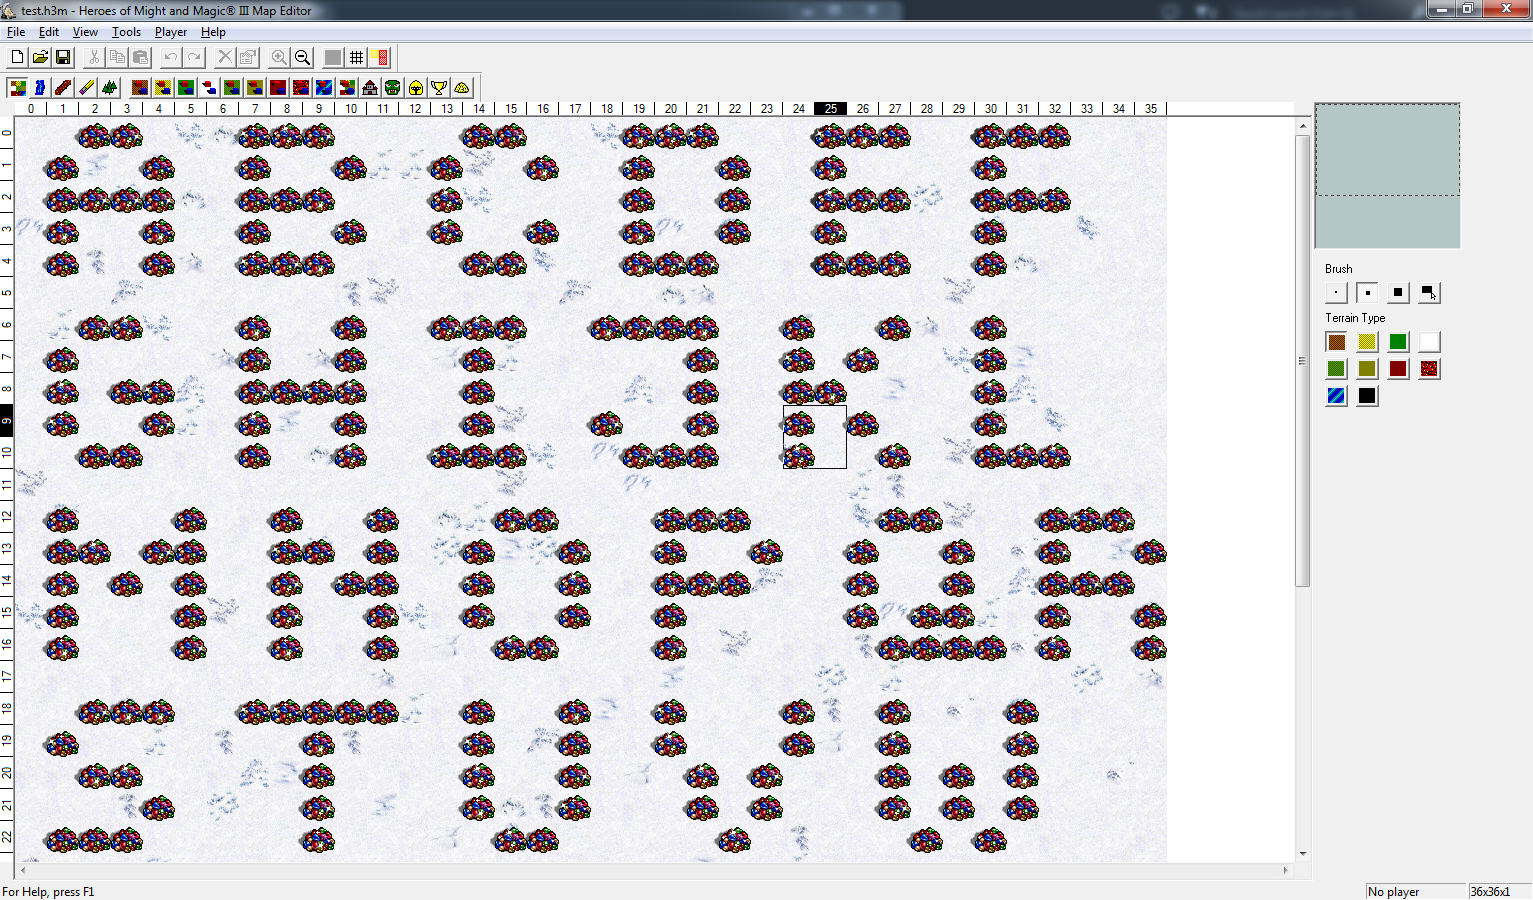 test.h3m - Heroes of Might and Magic® III Map Editor
File Edit View Tools Player Help
0 1 2 3 4 5 6 7 8 9 10 11 12 13 14 15 16 17 18 19 20 21 22 23 24 25 26 27 28 29 30 31 32 33 34 35
0
1
2
3
4
5
6
7
8
9
10
11
12
13
14
15
16
17
18
19
20
21
22
A B C D E F
G H I J K L
M N O P Q R
S T U V W
Brush
Terrain Type
For Help, press F1
No player
36x36x1